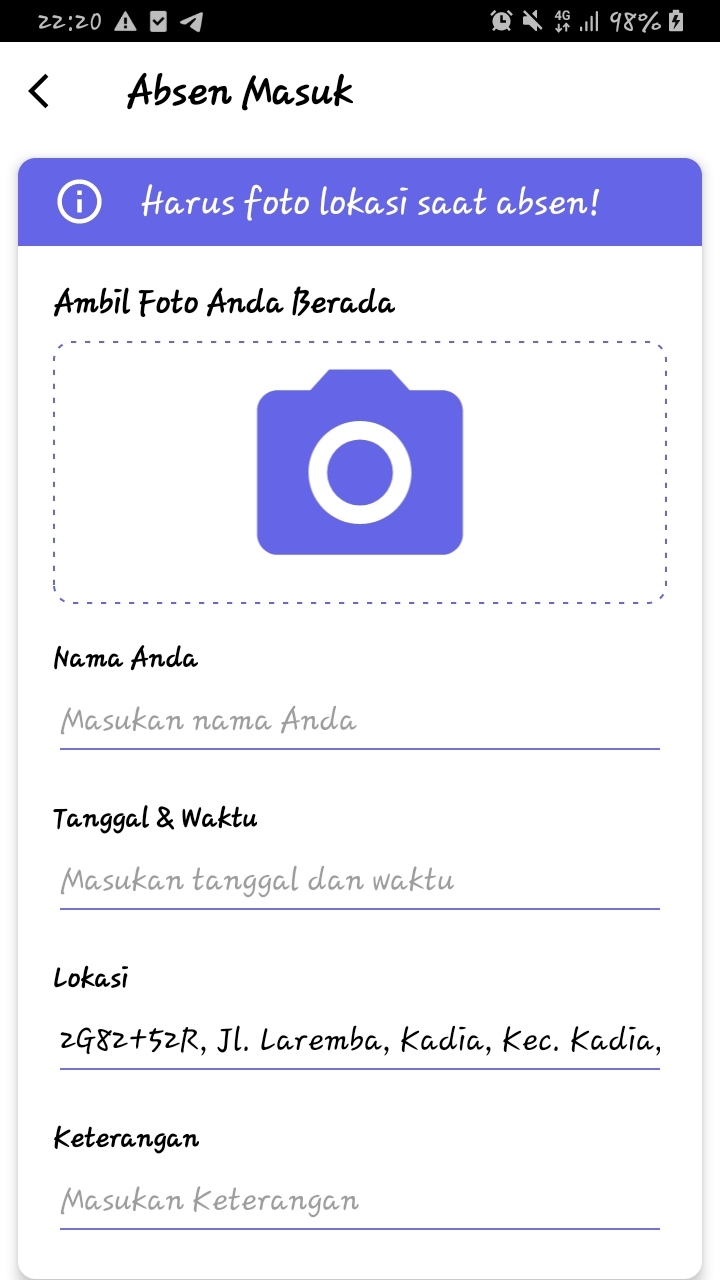 22:20 4G 98%
Absen Masuk
Harus foto lokasi saat absen!
Ambil Foto Anda Berada
Nama Anda
Masukan nama Anda
Tanggal & Waktu
Masukan tanggal dan waktu
Lokasi
2G82+52R, Jl. Laremba, Kadia, Kec. Kadia,
Keterangan
Masukan Keterangan